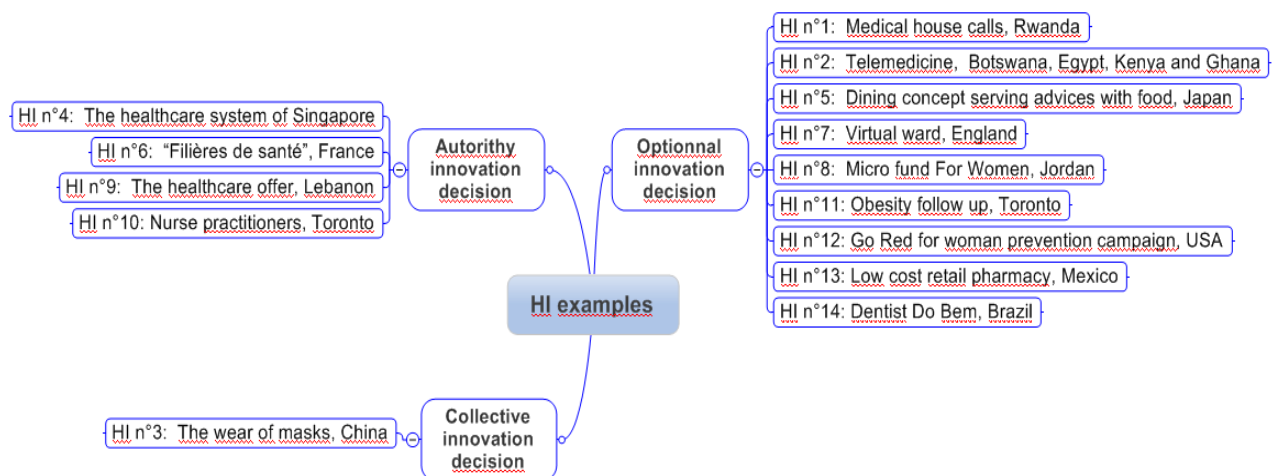 HI n°1: Medical house calls, Rwanda
HI n°2: Telemedicine, Botswana, Egypt, Kenya and Ghana
HI n°5: Dining concept serving advices with food, Japan
HI n°7: Virtual ward, England
HI n°8: Micro fund For Women, Jordan
HI n°11: Obesity follow up, Toronto
HI n°12: Go Red for woman prevention campaign, USA
HI n°13: Low cost retail pharmacy, Mexico
HI n°14: Dentist Do Bem, Brazil
Optionnal
innovation
decision
HI n°4: The healthcare system of Singapore
HI n°6: “Filières de santé”, France
HI n°9: The healthcare offer, Lebanon
HI n°10: Nurse practitioners, Toronto
Autorithy
innovation
decision
HI examples
HI n°3: The wear of masks, China
Collective
innovation
decision